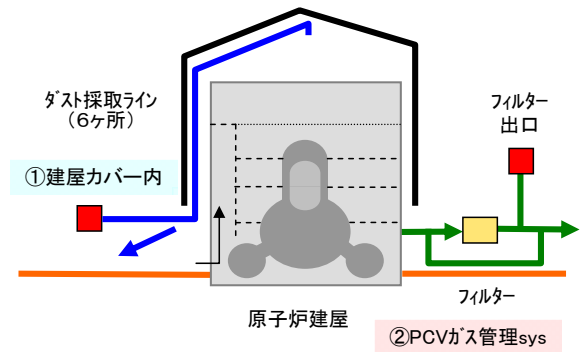 ﾀﾞｽﾄ採取ﾗｲﾝ
（6ヶ所）
①建屋カバー内
ﾌｨﾙﾀｰ
出口
ﾌｨﾙﾀｰ
原子炉建屋
②PCVｶﾞｽ管理sys